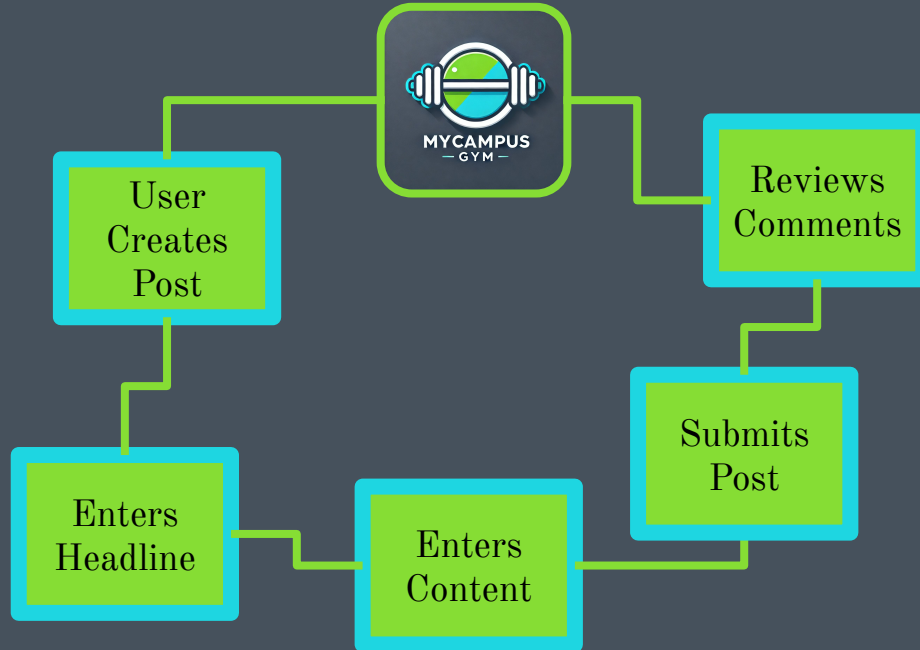 MYCAMPUS
GYM
User
Creates
Post
Enters
Headline
Enters
Content
Submits
Post
Reviews
Comments